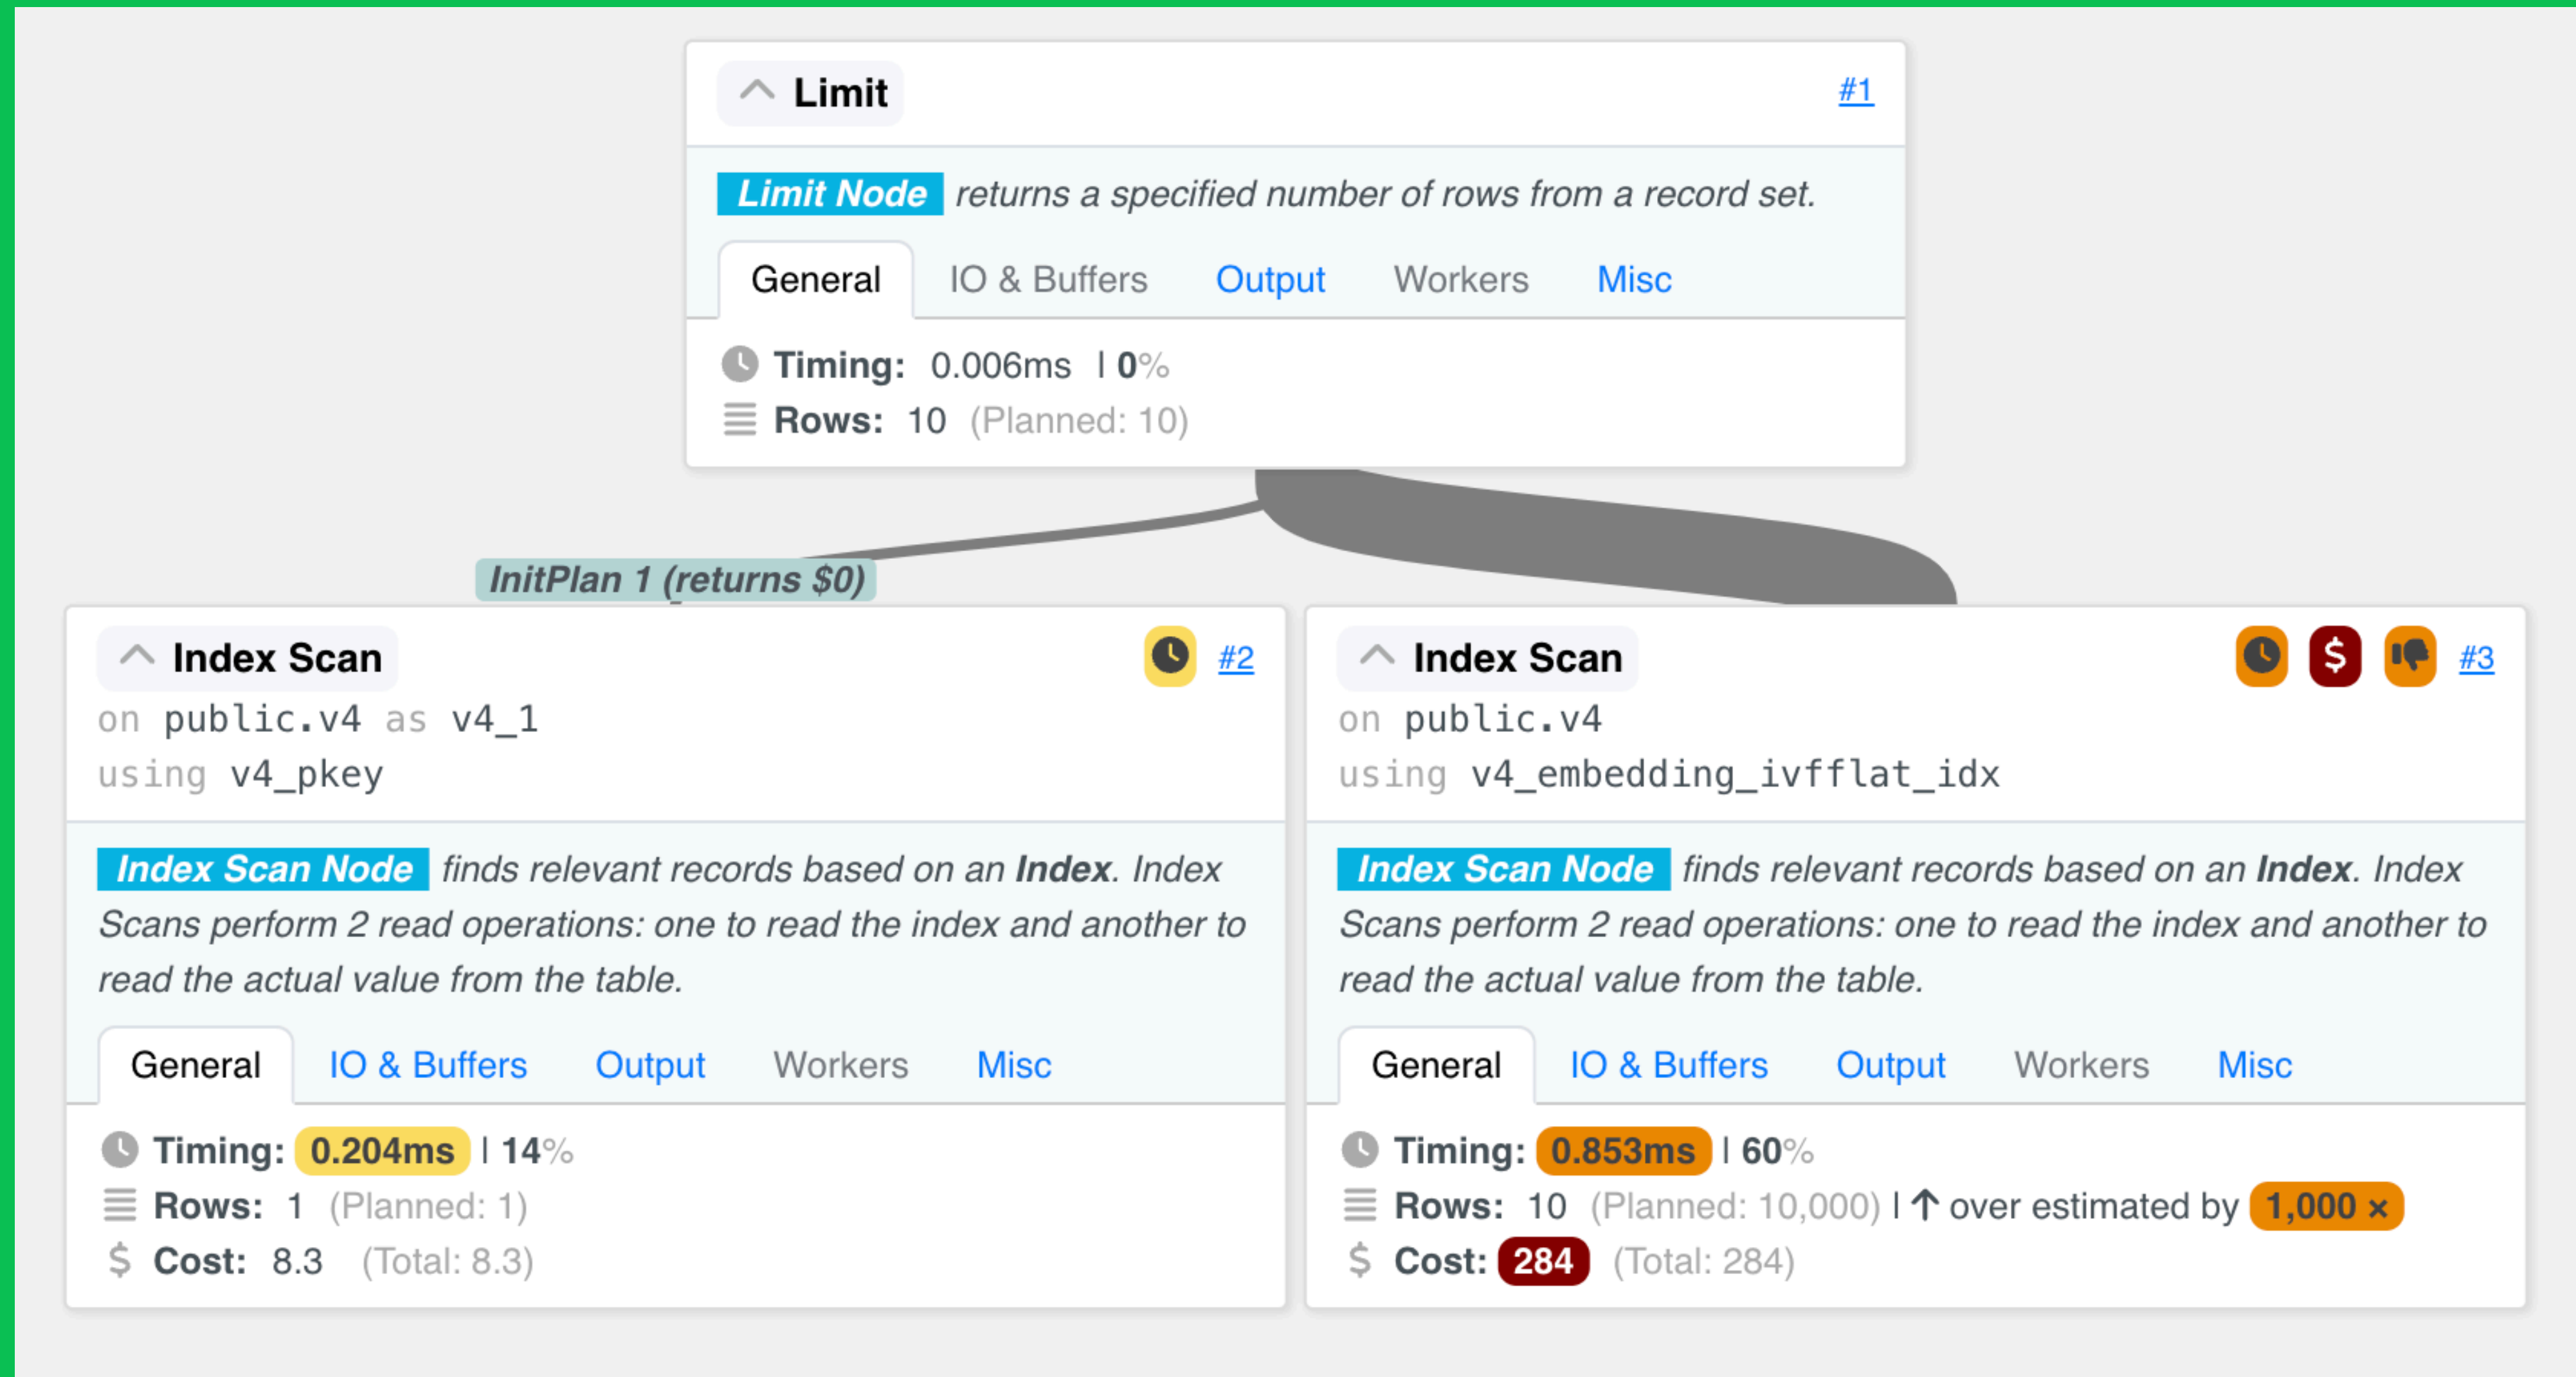 Limit #1
Limit Node returns a specified number of rows from a record set.
General IO & Buffers Output Workers Misc
Timing: 0.006ms | 0%
Rows: 10 (Planned: 10)
InitPlan 1 (returns $0)
Index Scan #2
on public.v4 as v4_1
using v4_pkey
Index Scan Node finds relevant records based on an Index. Index
Scans perform 2 read operations: one to read the index and another to
read the actual value from the table.
General IO & Buffers Output Workers Misc
Timing: 0.204ms | 14%
Rows: 1 (Planned: 1)
$ Cost: 8.3 (Total: 8.3)
Index Scan $ #3
on public.v4
using v4_embedding_ivfflat_idx
Index Scan Node finds relevant records based on an Index. Index
Scans perform 2 read operations: one to read the index and another to
read the actual value from the table.
General IO & Buffers Output Workers Misc
Timing: 0.853ms | 60%
Rows: 10 (Planned: 10,000) | ↑ over estimated by 1,000 ×
$ Cost: 284 (Total: 284)